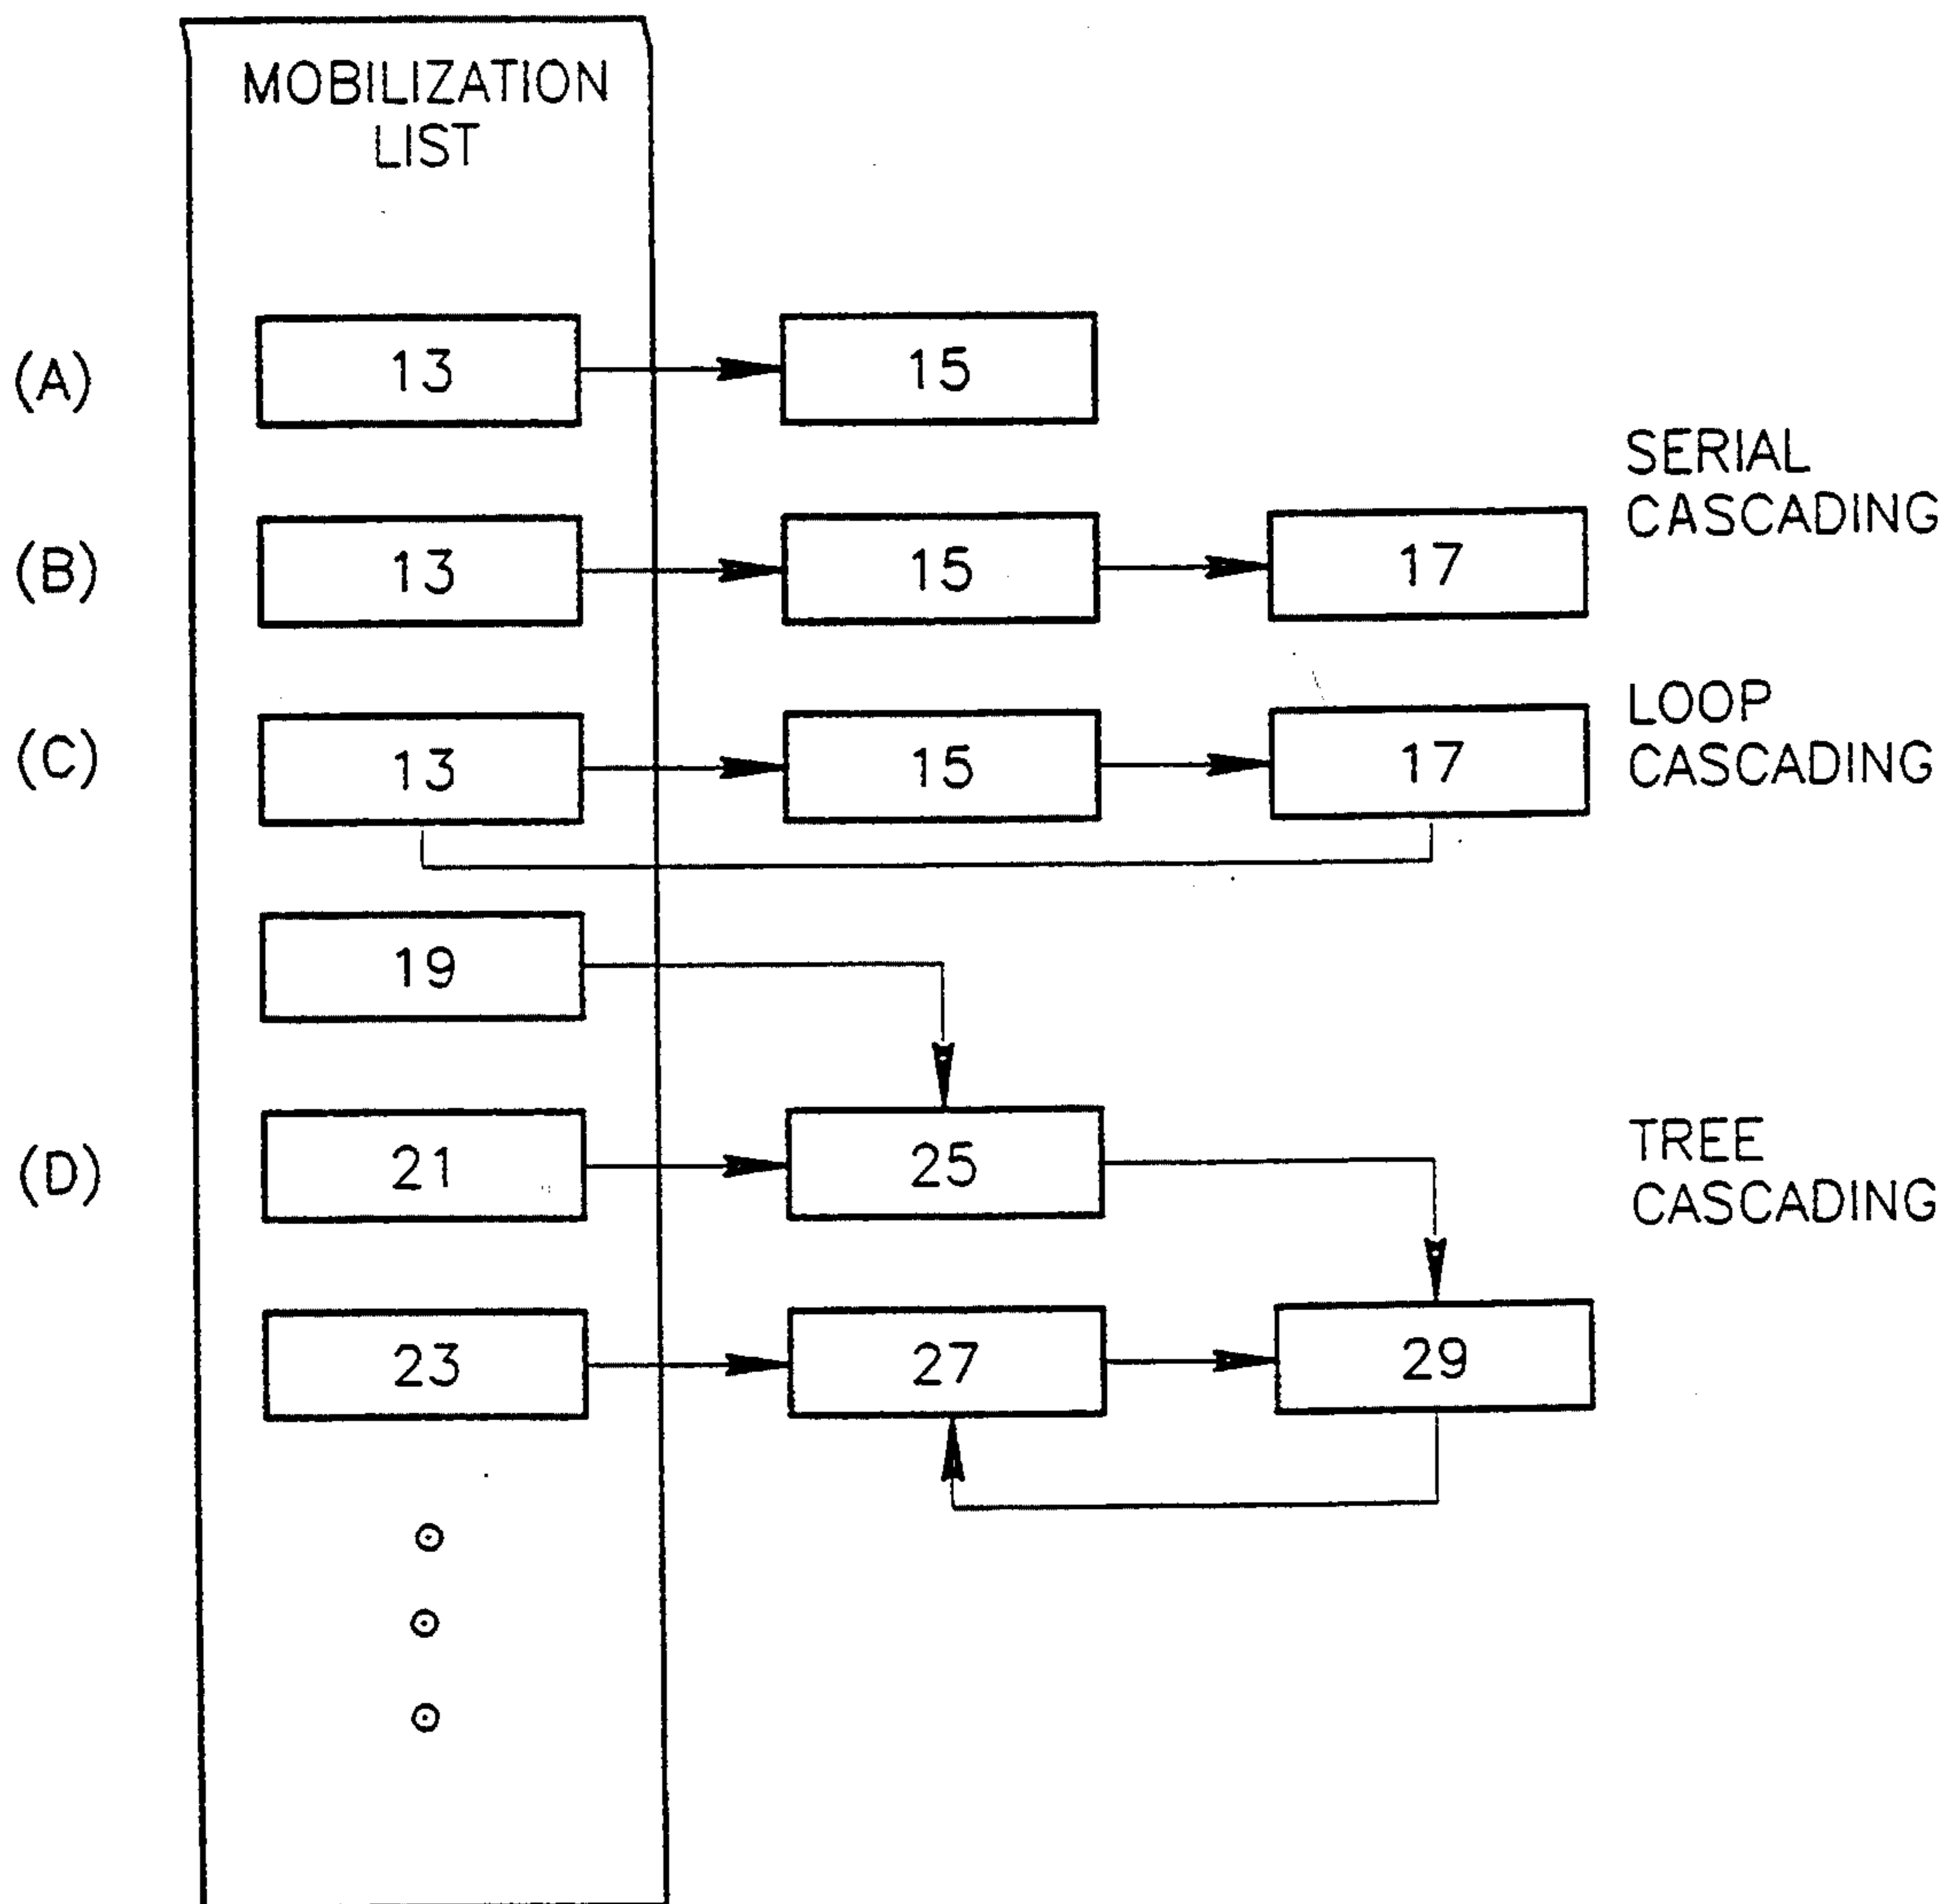 MOBILIZATION
LIST
(A)
13
15
SERIAL
CASCADING
(B)
13
15
17
LOOP
CASCADING
(C)
13
15
17
19
(D)
21
25
TREE
CASCADING
23
27
29